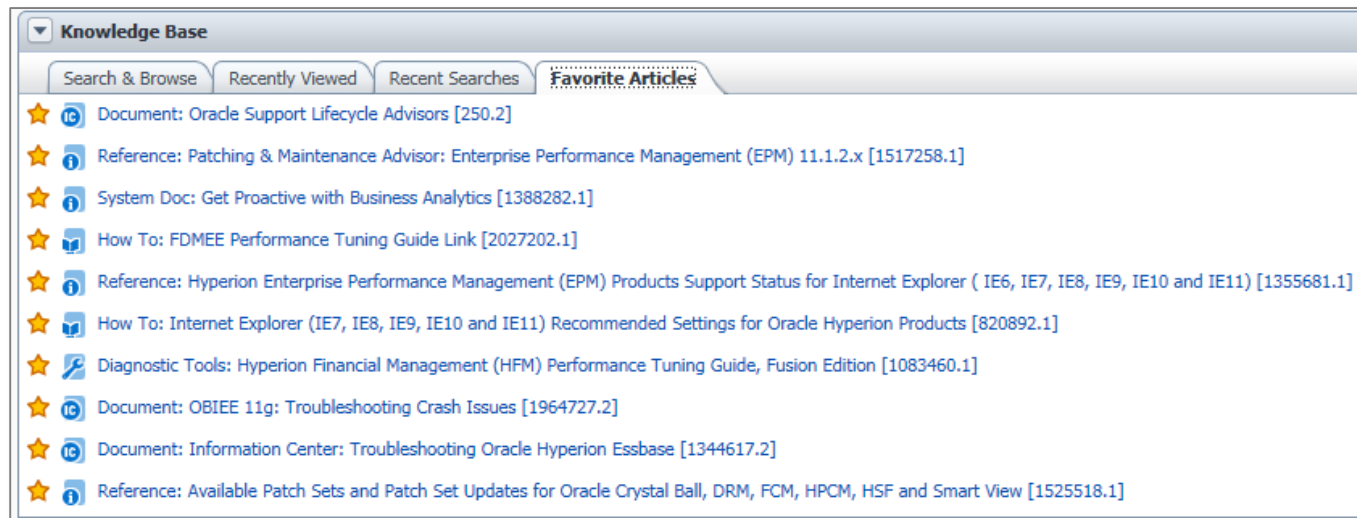 Knowledge Base
Search & Browse Recently Viewed Recent Searches Favorite Articles
Document: Oracle Support Lifecycle Advisors [250.2]
Reference: Patching & Maintenance Advisor: Enterprise Performance Management (EPM) 11.1.2.x [1517258.1]
System Doc: Get Proactive with Business Analytics [1388282.1]
How To: FDMEE Performance Tuning Guide Link [2027202.1]
Reference: Hyperion Enterprise Performance Management (EPM) Products Support Status for Internet Explorer ( IE6, IE7, IE8, IE9, IE10 and IE11) [1355681.1]
How To: Internet Explorer (IE7, IE8, IE9, IE10 and IE11) Recommended Settings for Oracle Hyperion Products [820892.1]
Diagnostic Tools: Hyperion Financial Management (HFM) Performance Tuning Guide, Fusion Edition [1083460.1]
Document: OBIEE 11g: Troubleshooting Crash Issues [1964727.2]
Document: Information Center: Troubleshooting Oracle Hyperion Essbase [1344617.2]
Reference: Available Patch Sets and Patch Set Updates for Oracle Crystal Ball, DRM, FCM, HPCM, HSF and Smart View [1525518.1]